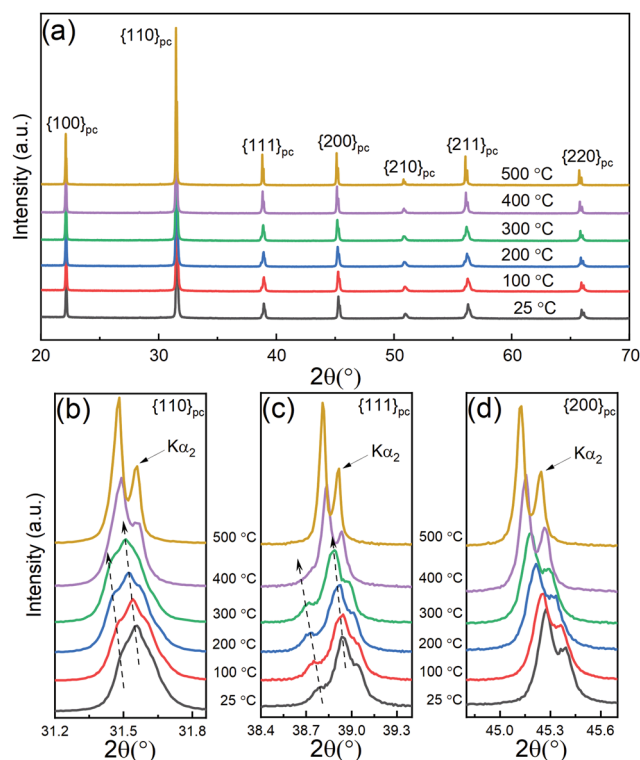 (a)
{110}pc
{100}pc
{111}pc
{200}pc
{210}pc
{211}pc
{220}pc
500 °C
400 °C
300 °C
200 °C
100 °C
25 °C
Intensity (a.u.)
20 30 40 50 60 70
2θ(°)
(b)
{110}pc
Kα2
Intensity (a.u.)
31.2 31.5 31.8
2θ(°)
500 °C
400 °C
300 °C
200 °C
100 °C
25 °C
(c)
{111}pc
Kα2
38.4 38.7 39.0 39.3
2θ(°)
500 °C
400 °C
300 °C
200 °C
100 °C
25 °C
(d)
{200}pc
Kα2
45.0 45.3 45.6
2θ(°)